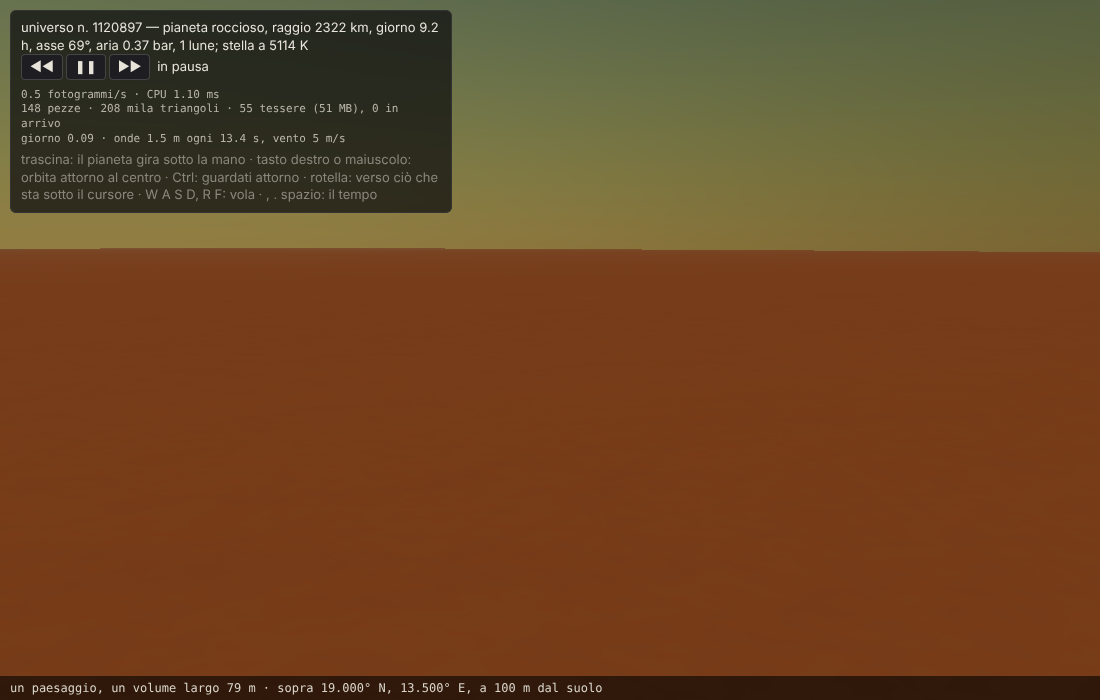 universo n. 1120897 — pianeta roccioso, raggio 2322 km, giorno 9.2
h, asse 69°, aria 0.37 bar, 1 lune; stella a 5114 K
in pausa
0.5 fotogrammi/s · CPU 1.10 ms
148 pezze · 208 mila triangoli · 55 tessere (51 MB), 0 in
arrivo
giorno 0.09 · onde 1.5 m ogni 13.4 s, vento 5 m/s
trascina: il pianeta gira sotto la mano · tasto destro o maiuscolo:
orbita attorno al centro · Ctrl: guardati attorno · rotella: verso ciò che
sta sotto il cursore · W A S D, R F: vola · , . spazio: il tempo
un paesaggio, un volume largo 79 m · sopra 19.000° N, 13.500° E, a 100 m dal suolo